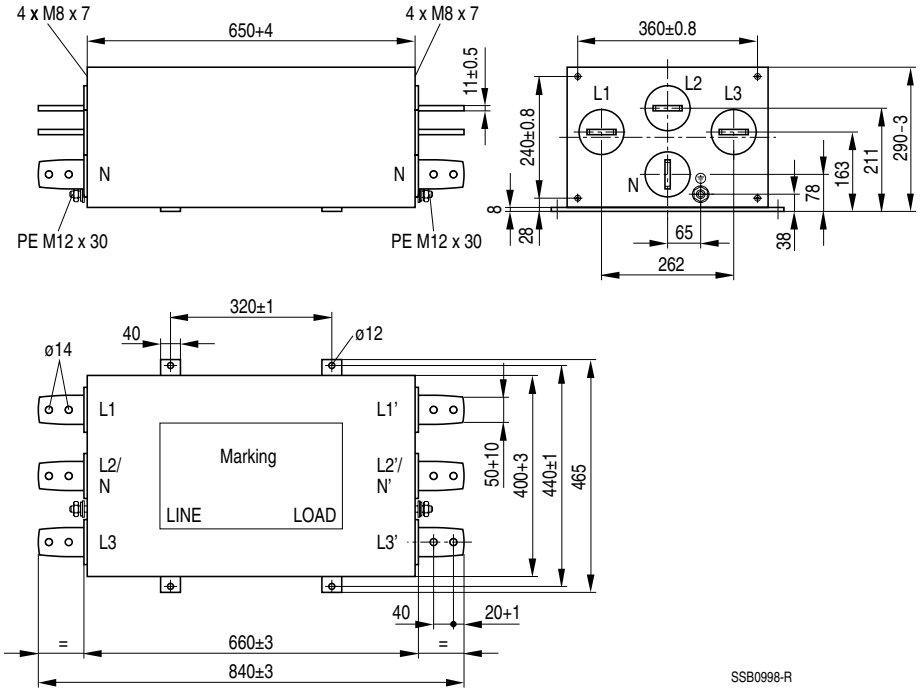 4 x M8 x 7
650+4
4 x M8 x 7
11±0.5
N
N
PE M12 x 30
PE M12 x 30
360±0.8
L1
L2
L3
N
240±0.8
8
28
65
262
38
78
163
211
290-3
320±1
40
ø12
ø14
L1
L1'
L2/
N
L2'/
N'
L3
L3'
Marking
LINE
LOAD
50+10
400+3
440±1
465
40
20+1
=
660±3
=
840±3
SSB0998-R